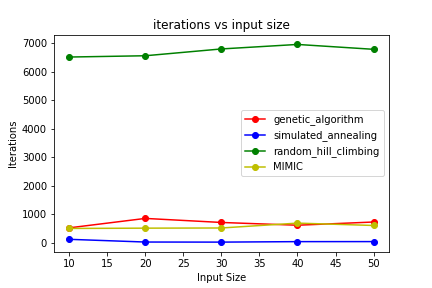 iterations vs input size
7000
6000
5000
4000
3000
2000
1000
0
Iterations
genetic_algorithm
simulated_annealing
random_hill_climbing
MIMIC
10 15 20 25 30 35 40 45 50
Input Size